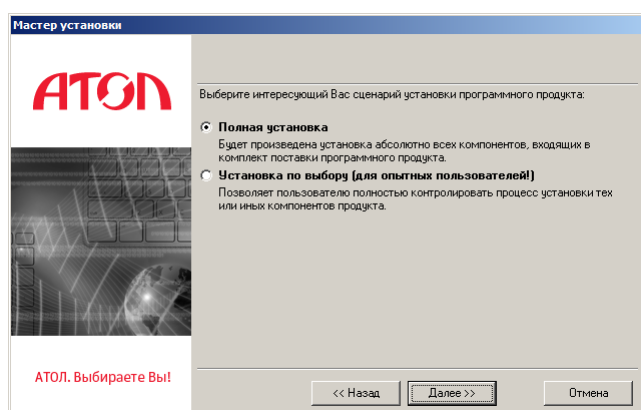 Мастер установки
АТОЛ
Выберите интересующий Вас сценарий установки программного продукта:
Полная установка
Будет произведена установка абсолютно всех компонентов, входящих в
комплект поставки программного продукта.
Установка по выбору (для опытных пользователей!)
Позволяет пользователю полностью контролировать процесс установки тех
или иных компонентов продукта.
АТОЛ. Выбираете Вы!
<< Назад
Далее >>
Отмена